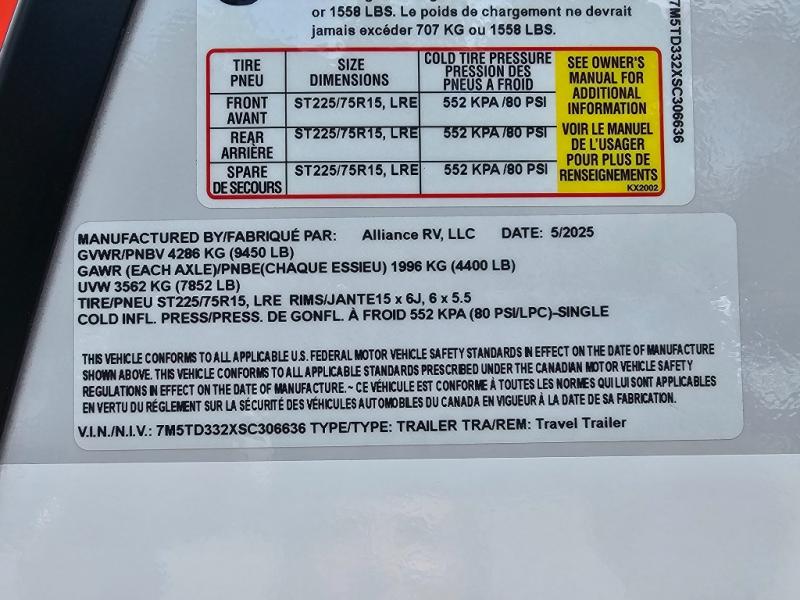 or 1558 LBS. Le poids de chargement ne devrait
jamais excéder 707 KG ou 1558 LBS.
TIRE PNEU SIZE DIMENSIONS COLD TIRE PRESSURE PRESSION DES PNEUS A FROID
FRONT AVANT ST225/75R15, LRE 552 KPA /80 PSI
REAR ARRIÈRE ST225/75R15, LRE 552 KPA /80 PSI
SPARE DE SECOURS ST225/75R15, LRE 552 KPA /80 PSI
SEE OWNER'S
MANUAL FOR
ADDITIONAL
INFORMATION
VOIR LE MANUEL
DE L'USAGER
POUR PLUS DE
RENSEIGNEMENTS
KX2002
7M5TD332XSC306636
MANUFACTURED BY/FABRIQUÉ PAR: Alliance RV, LLC DATE: 5/2025
GVWR/PNBV 4286 KG (9450 LB)
GAWR (EACH AXLE)/PNBE(CHAQUE ESSIEU) 1996 KG (4400 LB)
UVW 3562 KG (7852 LB)
TIRE/PNEU ST225/75R15, LRE RIMS/JANTE15 x 6J, 6 x 5.5
COLD INFL. PRESS/PRESS. DE GONFL. À FROID 552 KPA (80 PSI/LPC)-SINGLE
THIS VEHICLE CONFORMS TO ALL APPLICABLE U.S. FEDERAL MOTOR VEHICLE SAFETY STANDARDS IN EFFECT ON THE DATE OF MANUFACTURE
SHOWN ABOVE. THIS VEHICLE CONFORMS TO ALL APPLICABLE STANDARDS PRESCRIBED UNDER THE CANADIAN MOTOR VEHICLE SAFETY
REGULATIONS IN EFFECT ON THE DATE OF MANUFACTURE.~ CE VÉHICULE EST CONFORME À TOUTES LES NORMES QUI LUI SONT APPLICABLES
EN VERTU DU RÉGLEMENT SUR LA SÉCURITÉ DES VÉHICULES AUTOMOBILES DU CANADA EN VIGUEUR À LA DATE DE SA FABRICATION.
V.I.N./N.I.V.: 7M5TD332XSC306636 TYPE/TYPE: TRAILER TRA/REM: Travel Trailer